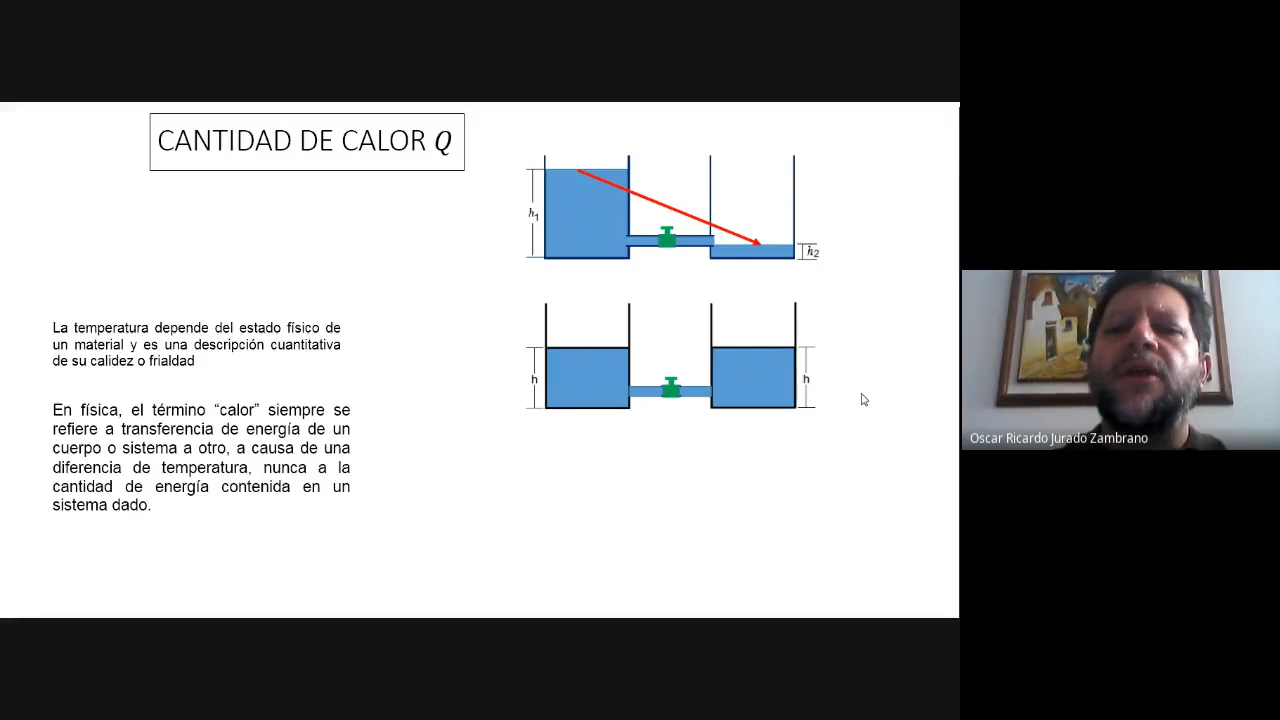 CANTIDAD DE CALOR Q
h1
h2
La temperatura depende del estado físico de
un material y es una descripción cuantitativa
de su calidez o frialdad
h
h
En física, el término “calor” siempre se
refiere a transferencia de energía de un
cuerpo o sistema a otro, a causa de una
diferencia de temperatura, nunca a la
cantidad de energía contenida en un
sistema dado.
Oscar Ricardo Jurado Zambrano